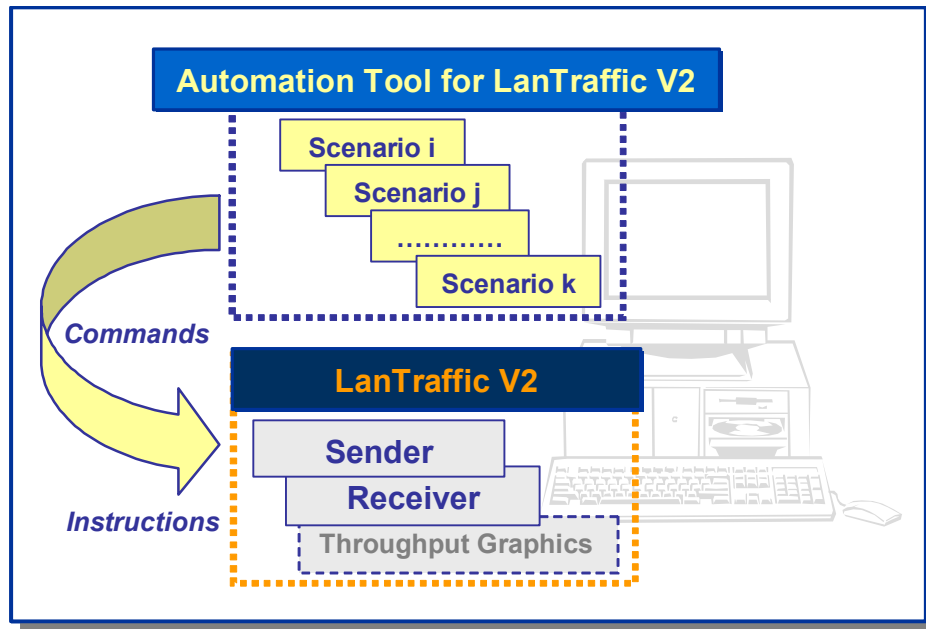 Automation Tool for LanTraffic V2
Scenario i
Scenario j
…………
Scenario k
Commands
LanTraffic V2
Sender
Receiver
Instructions
Throughput Graphics